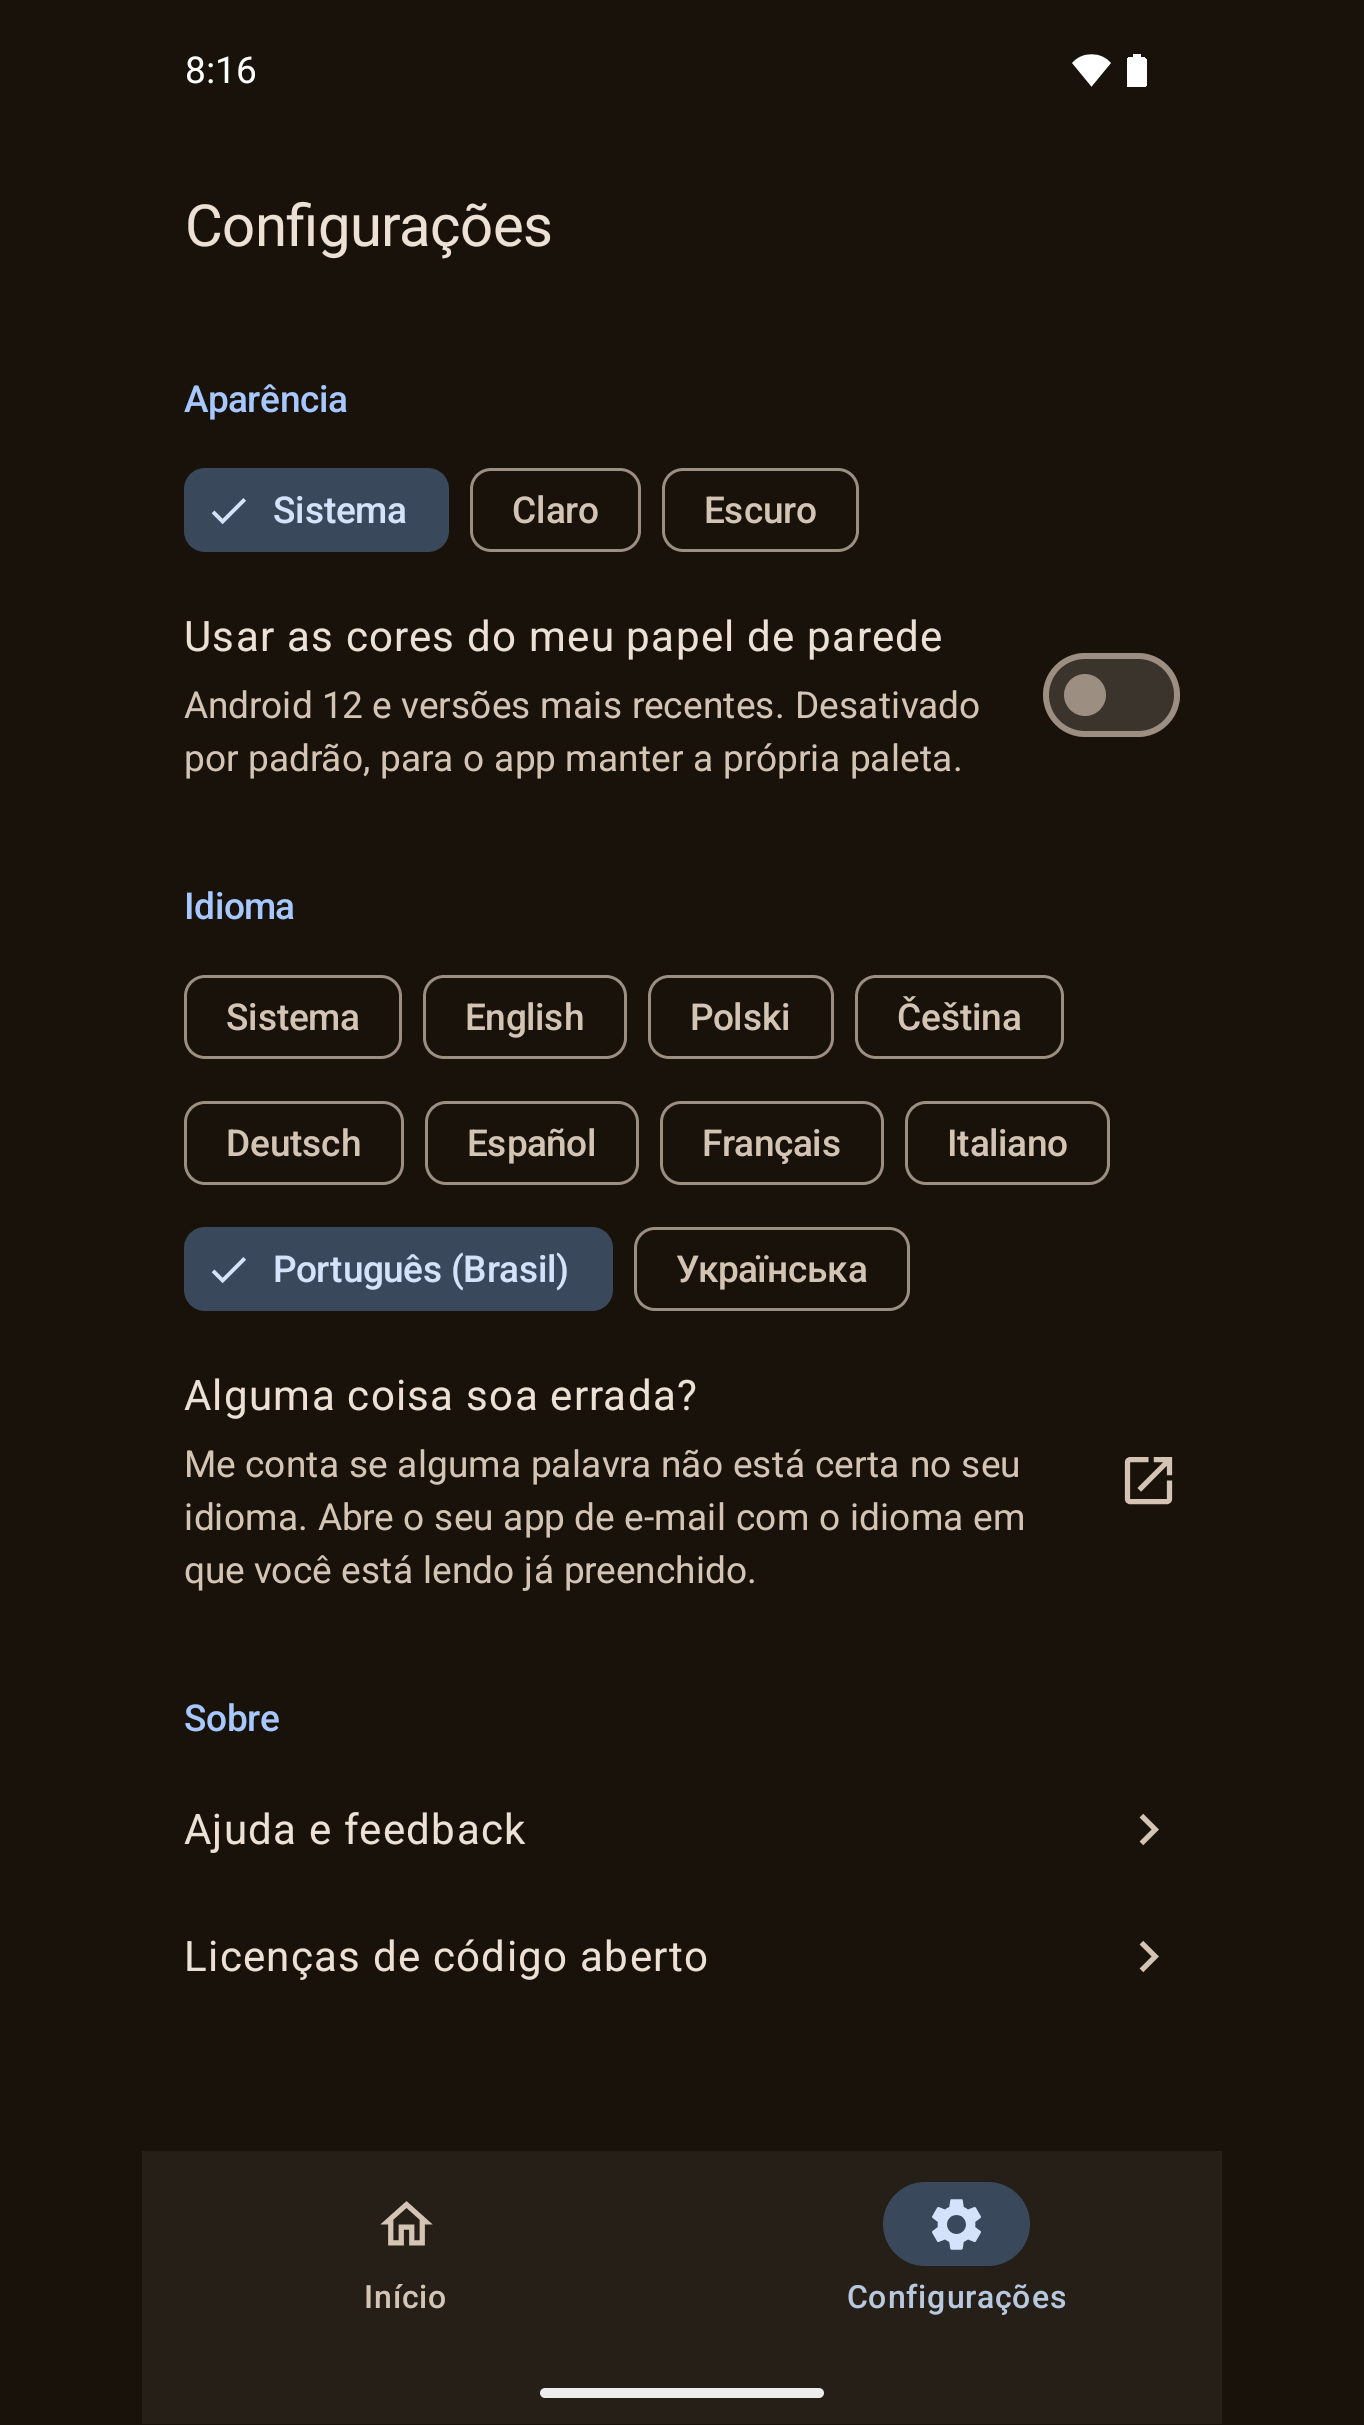 8:16
Configurações
Aparência
Sistema
Claro
Escuro
Usar as cores do meu papel de parede
Android 12 e versões mais recentes. Desativado
por padrão, para o app manter a própria paleta.
Idioma
Sistema
English
Polski
Čeština
Deutsch
Español
Français
Italiano
Português (Brasil)
Українська
Alguma coisa soa errada?
Me conta se alguma palavra não está certa no seu
idioma. Abre o seu app de e-mail com o idioma em
que você está lendo já preenchido.
Sobre
Ajuda e feedback
Licenças de código aberto
Início
Configurações